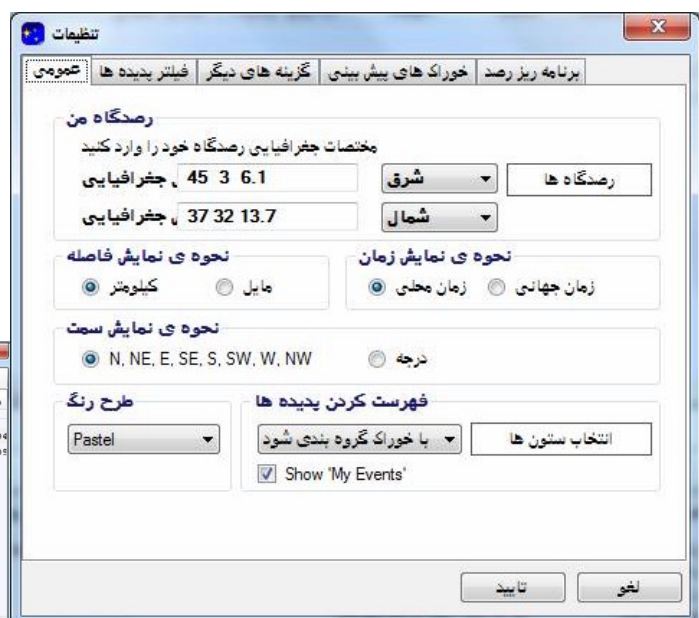 تنظیمات
عمومی
فیلتر پدیده ها
گزینه های دیگر
خوراک های پیش بینی
برنامه ریز رصد
رصدگاه من
مختصات جغرافیایی رصدگاه خود را وارد کنید
جغرافیایی 45 3 6.1 شرق
رصدگاه ها
جغرافیایی 37 32 13.7 شمال
نحوه ی نمایش زمان
زمان جهانی زمان محلی
نحوه ی نمایش فاصله
مایل کیلومتر
نحوه ی نمایش سمت
N, NE, E, SE, S, SW, W, NW درجه
فهرست کردن پدیده ها
انتخاب ستون ها
با خوراک گروه بندی شود
Show 'My Events'
طرح رنگ
Pastel
تایید
لغو